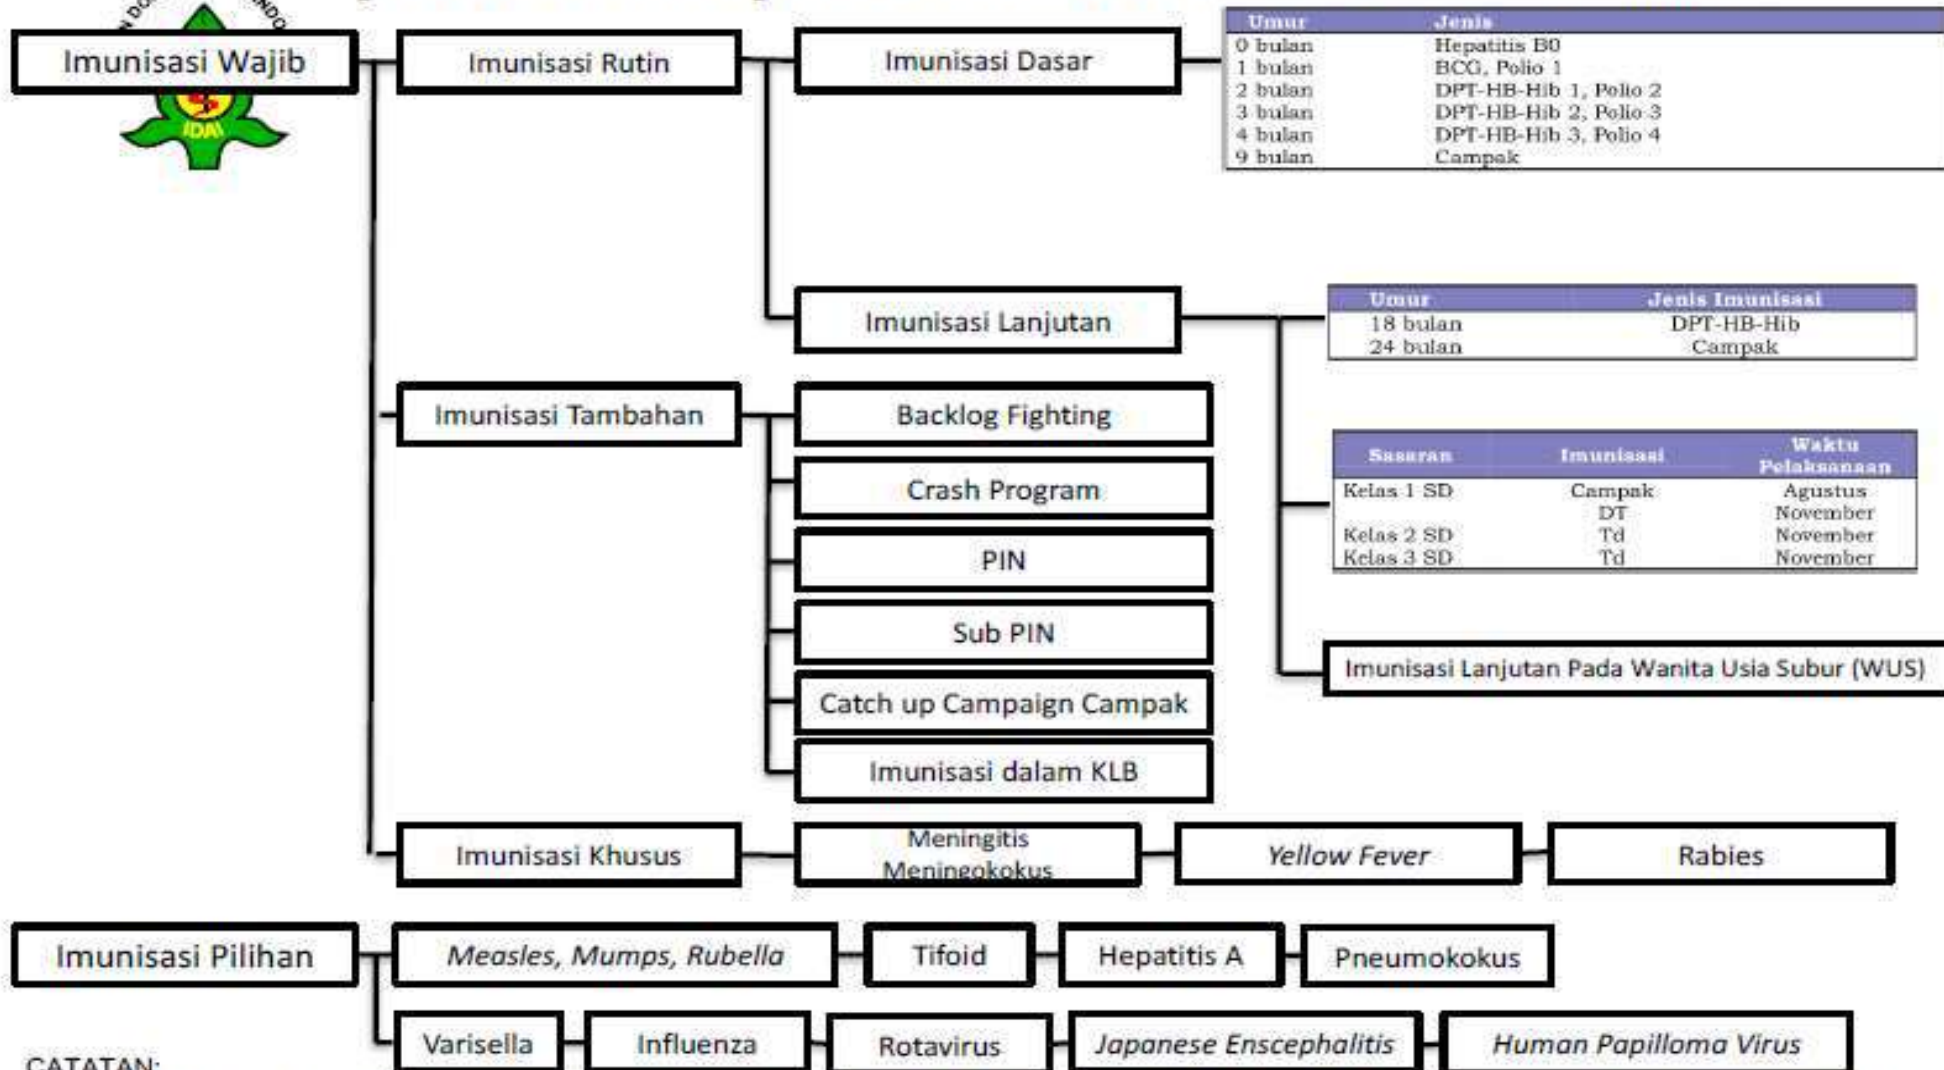 Imunisasi Wajib
IDAI
Imunisasi Rutin
Imunisasi Dasar
Umur Jenis
0 bulan Hepatitis B0
1 bulan BCG, Polio 1
2 bulan DPT-HB-Hib 1, Polio 2
3 bulan DPT-HB-Hib 2, Polio 3
4 bulan DPT-HB-Hib 3, Polio 4
9 bulan Campak
Imunisasi Lanjutan
Umur Jenis Imunisasi
18 bulan DPT-HB-Hib
24 bulan Campak
Sasaran Imunisasi Waktu
Pelaksanaan
Kelas 1 SD Campak Agustus
DT November
Kelas 2 SD Td November
Kelas 3 SD Td November
Imunisasi Lanjutan Pada Wanita Usia Subur (WUS)
Imunisasi Tambahan
Backlog Fighting
Crash Program
PIN
Sub PIN
Catch up Campaign Campak
Imunisasi dalam KLB
Imunisasi Khusus
Meningitis
Meningokokus
Yellow Fever
Rabies
Imunisasi Pilihan
Measles, Mumps, Rubella
Tifoid
Hepatitis A
Pneumokokus
Varisella
Influenza
Rotavirus
Japanese Enscephalitis
Human Papilloma Virus
CATATAN: